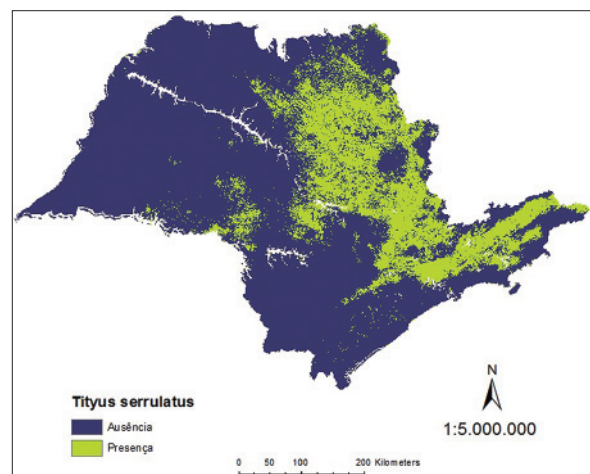 Tityus serrulatus
Ausência
Presença
N
1:5.000.000
0 50 100 200 Kilometers